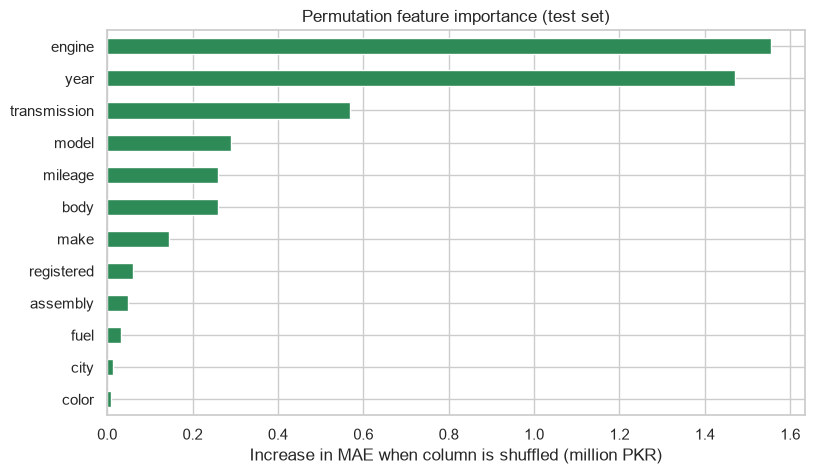 Permutation feature importance (test set)
engine
year
transmission
model
mileage
body
make
registered
assembly
fuel
city
color
0.0 0.2 0.4 0.6 0.8 1.0 1.2 1.4 1.6
Increase in MAE when column is shuffled (million PKR)